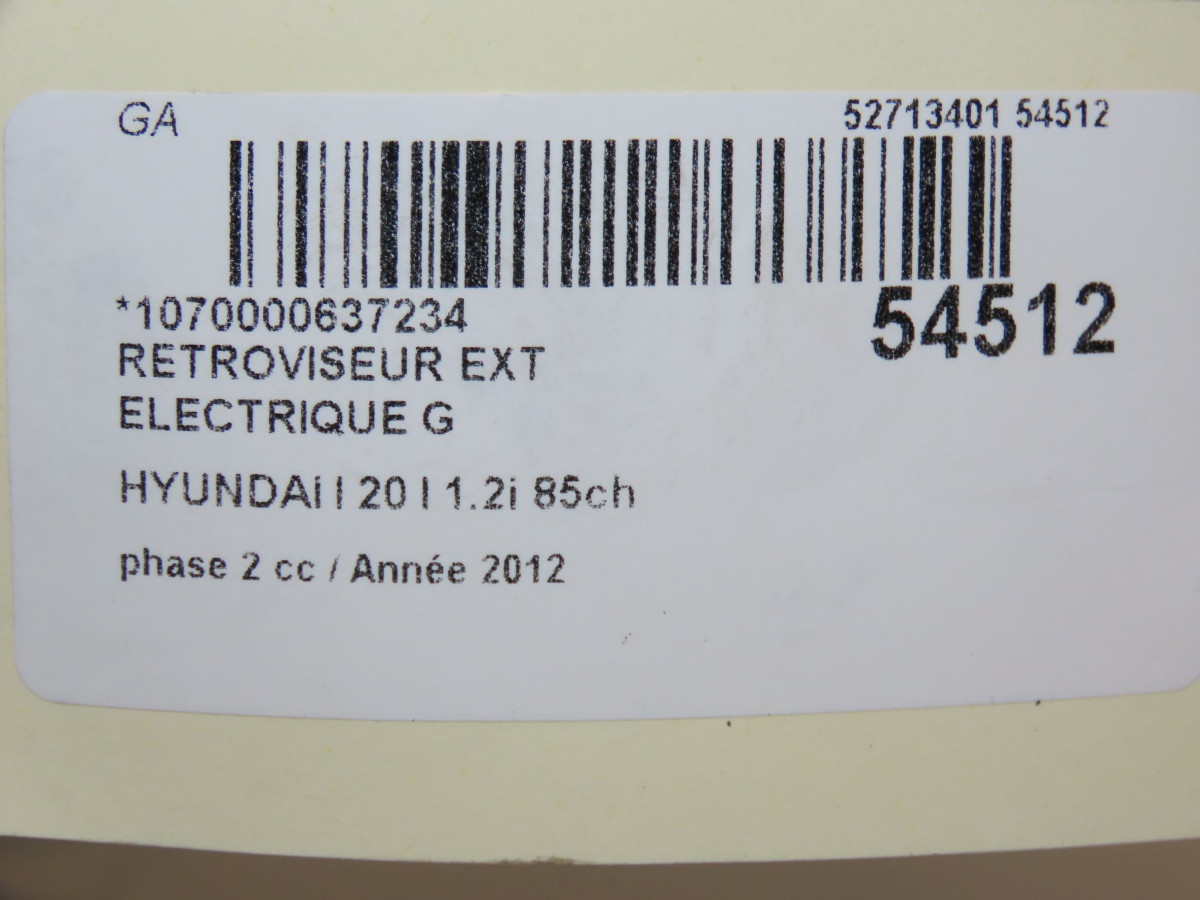 GA
52713401 54512
*1070000637234
54512
RETROVISEUR EXT
ELECTRIQUE G
HYUNDAI I 20 I 1.2i 85ch
phase 2 cc / Année 2012